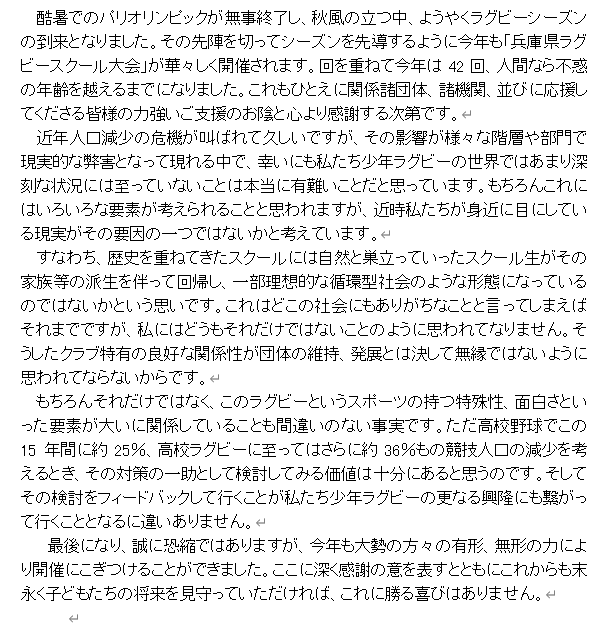 酷暑でのパリオリンピックが無事終了し、秋風の立つ中、ようやくラグビーシーズン
の到来となりました。その先陣を切ってシーズンを先導するように今年も「兵庫県ラグ
ビースクール大会」が華々しく開催されます。回を重ねて今年は 42 回、人間なら不惑
の年齢を越えるまでになりました。これもひとえに関係諸団体、諸機関、並びに応援し
てくださる皆様の力強いご支援のお陰と心より感謝する次第です。
近年人口減少の危機が叫ばれて久しいですが、その影響が様々な階層や部門で
現実的な弊害となって現れる中で、幸いにも私たち少年ラグビーの世界ではあまり深
刻な状況には至っていないことは本当に有難いことだと思っています。もちろんこれに
はいろいろな要素が考えられることと思われますが、近時私たちが身近に目にしてい
る現実がその要因の一つではないかと考えています。
すなわち、歴史を重ねてきたスクールには自然と巣立っていったスクール生がその
家族等の派生を伴って回帰し、一部理想的な循環型社会のような形態になっている
のではないかという思いです。これはどこの社会にもありがちなことと言ってしまえば
それまでですが、私にはどうもそれだけではないことのように思われてなりません。そ
うしたクラブ特有の良好な関係性が団体の維持、発展とは決して無縁ではないように
思われてならないからです。
もちろんそれだけではなく、このラグビーというスポーツの持つ特殊性、面白さとい
った要素が大いに関係していることも間違いのない事実です。ただ高校野球でこの
15 年間に約 25%、高校ラグビーに至ってはさらに約 36%もの競技人口の減少を考
えるとき、その対策の一助として検討してみる価値は十分にあると思うのです。そして
その検討をフィードバックして行くことが私たち少年ラグビーの更なる興隆にも繋がっ
て行くこととなるに違いありません。
最後になり、誠に恐縮ではありますが、今年も大勢の方々の有形、無形の力によ
り開催にこぎつけることができました。ここに深く感謝の意を表すとともにこれからも末
永く子どもたちの将来を見守っていただければ、これに勝る喜びはありません。